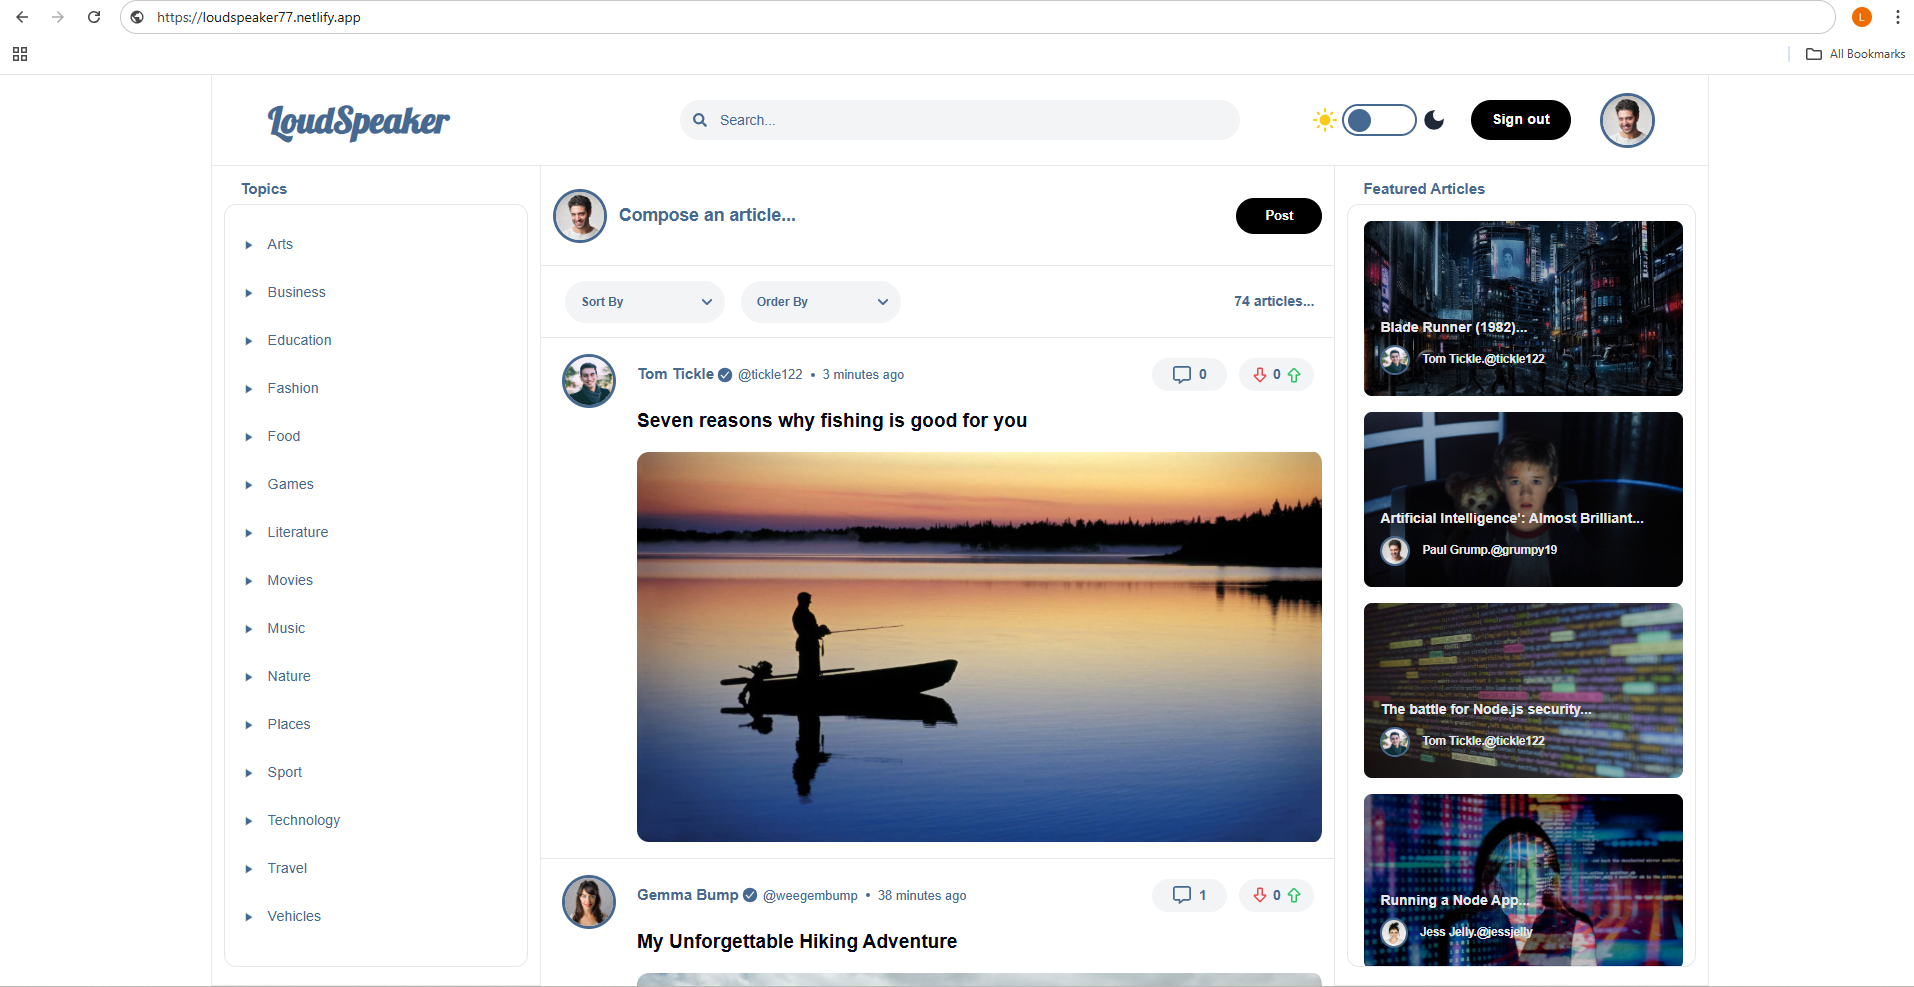 https://loudspeaker77.netlify.app
L
All Bookmarks
LoudSpeaker
Search...
Sign out
Topics
Arts
Business
Education
Fashion
Food
Games
Literature
Movies
Music
Nature
Places
Sport
Technology
Travel
Vehicles
Compose an article...
Post
Sort By
Order By
74 articles...
Tom Tickle @tickle122 • 3 minutes ago
0
0
Seven reasons why fishing is good for you
Gemma Bump @weegembump • 38 minutes ago
1
0
My Unforgettable Hiking Adventure
Featured Articles
Blade Runner (1982)...
Tom Tickle.@tickle122
Artificial Intelligence': Almost Brilliant...
Paul Grump.@grumpy19
The battle for Node.js security...
Tom Tickle.@tickle122
Running a Node App...
Jess Jelly.@jessjelly